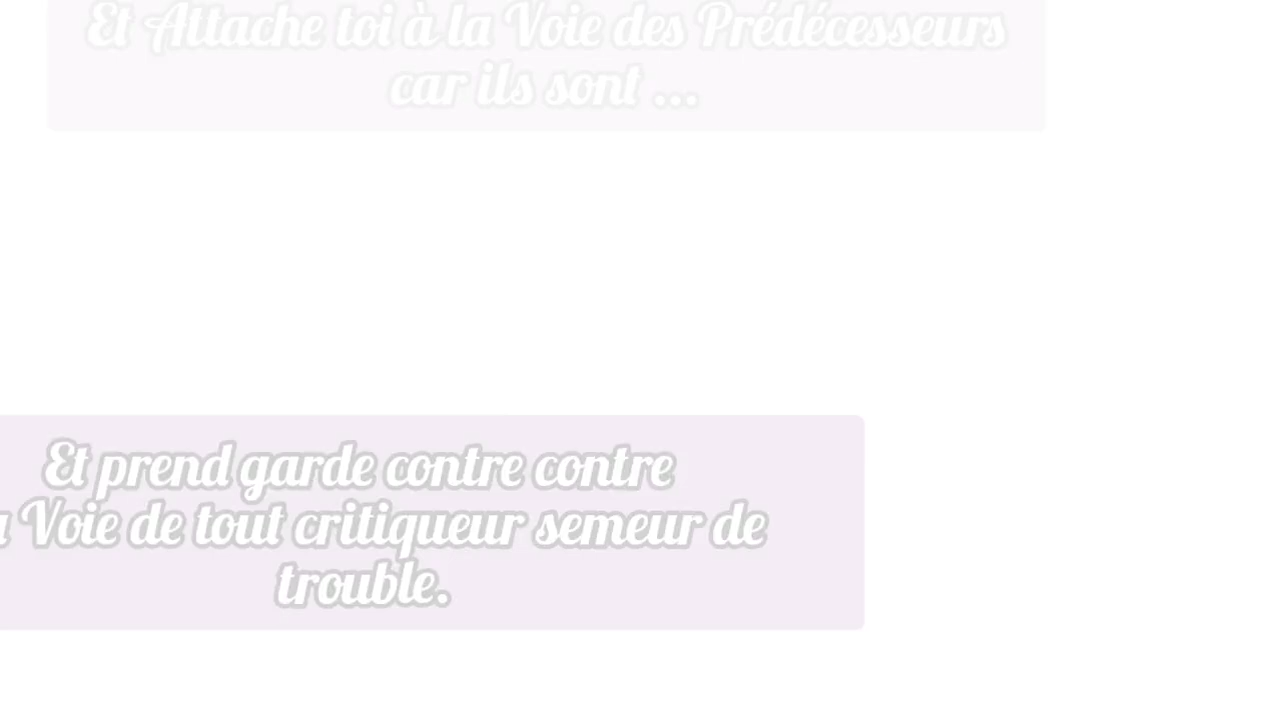 Et Attache toi à la Voie des Prédécesseurs
car ils sont ...
Et prend garde contre contre
Voie de tout critiqueur semeur de
trouble.